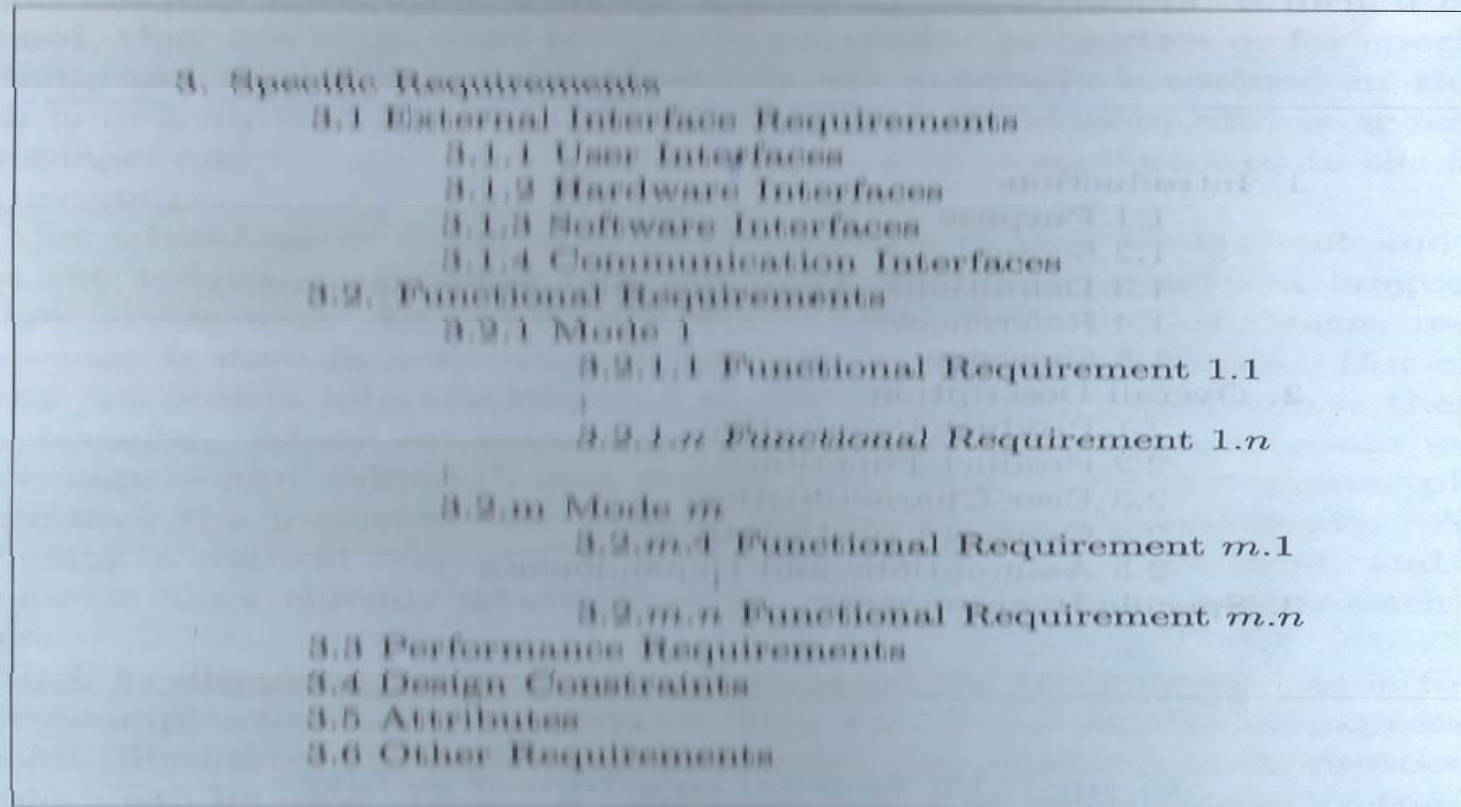 3. Specific Requirements
3.1 External Interface Requirements
3.1.1 User Interfaces
3.1.2 Hardware Interfaces
3.1.3 Software Interfaces
3.1.4 Communication Interfaces
3.2. Functional Requirements
3.2.1 Mode 1
3.2.1.1 Functional Requirement 1.1
3.2.1.n Functional Requirement 1.n
3.2.m Mode m
3.2.m.1 Functional Requirement m.1
3.2.m.n Functional Requirement m.n
3.3 Performance Requirements
3.4 Design Constraints
3.5 Attributes
3.6 Other Requirements